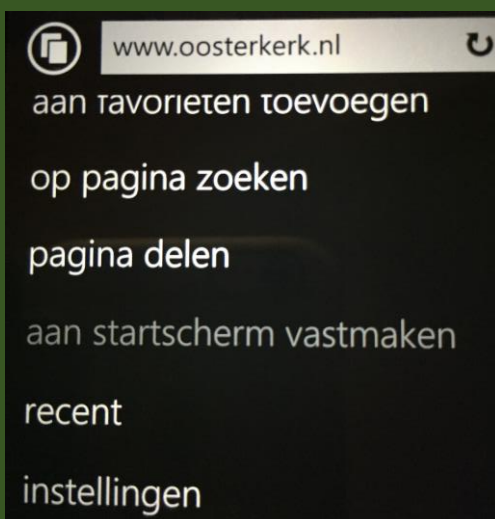 www.oosterkerk.nl
aan favorieten toevoegen
op pagina zoeken
pagina delen
aan startscherm vastmaken
recent
instellingen